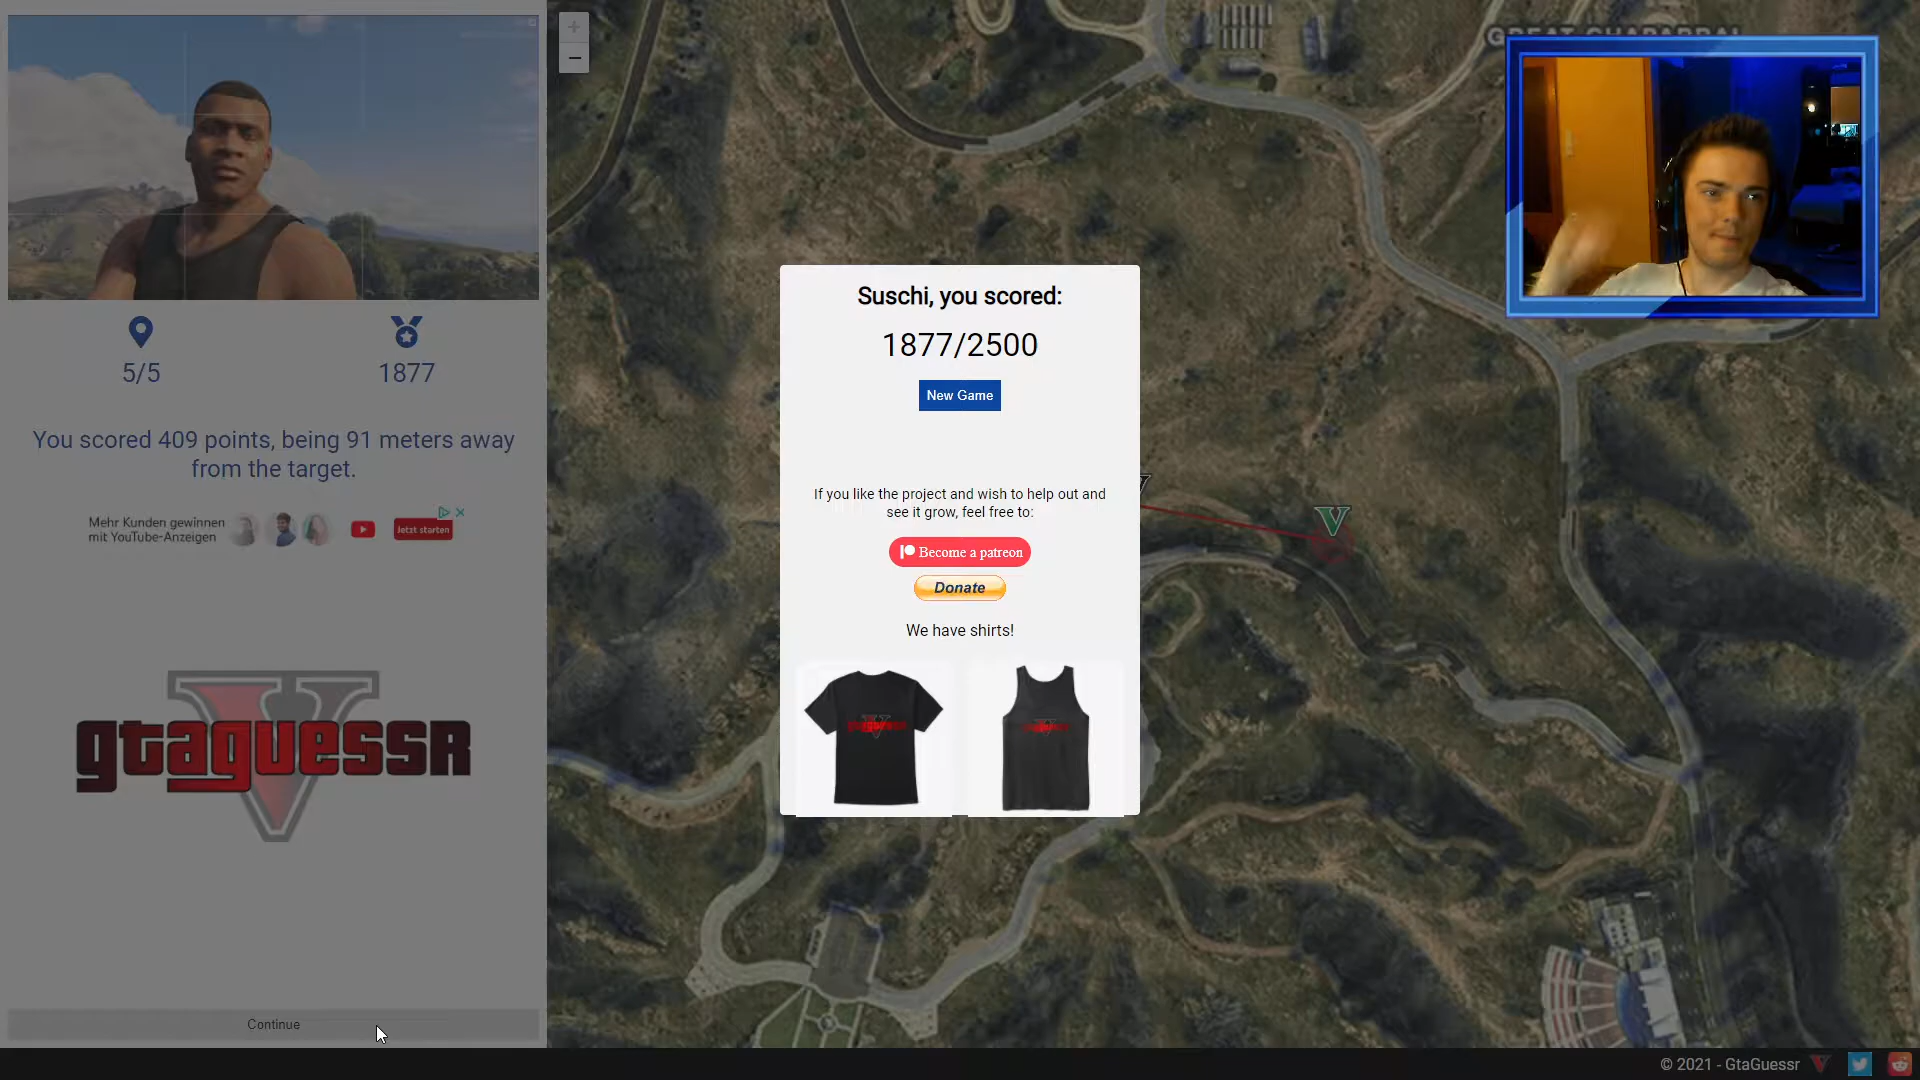 GREAT CHAPARRAL
Suschi, you scored:
1877/2500
New Game
5/5
1877
You scored 409 points, being 91 meters away
from the target.
Mehr Kunden gewinnen
mit YouTube-Anzeigen
Jetzt starten
If you like the project and wish to help out and
see it grow, feel free to:
Become a patreon
Donate
We have shirts!
gtaguessr
V
Continue
© 2021 - GtaGuessr